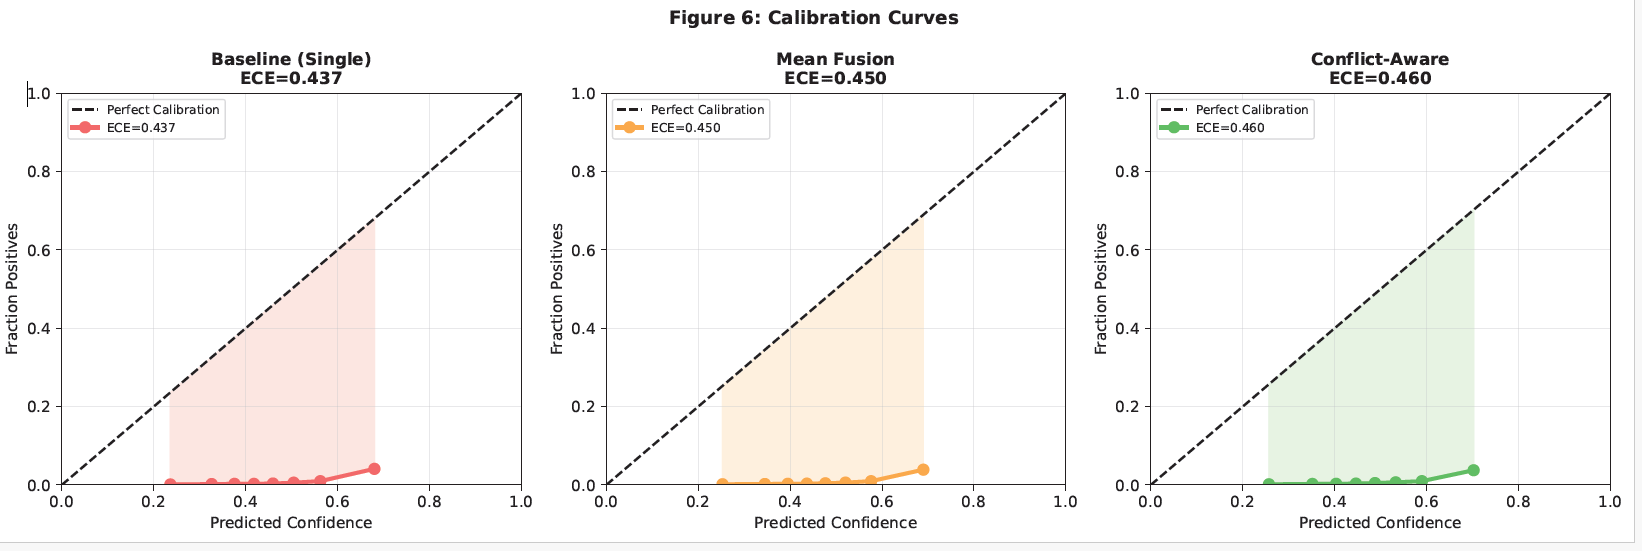 Figure 6: Calibration Curves
Baseline (Single)
ECE=0.437
Perfect Calibration
ECE=0.437
1.0
0.8
0.6
0.4
0.2
0.0
Fraction Positives
0.0 0.2 0.4 0.6 0.8 1.0
Predicted Confidence
Mean Fusion
ECE=0.450
Perfect Calibration
ECE=0.450
1.0
0.8
0.6
0.4
0.2
0.0
Fraction Positives
0.0 0.2 0.4 0.6 0.8 1.0
Predicted Confidence
Conflict-Aware
ECE=0.460
Perfect Calibration
ECE=0.460
1.0
0.8
0.6
0.4
0.2
0.0
Fraction Positives
0.0 0.2 0.4 0.6 0.8 1.0
Predicted Confidence